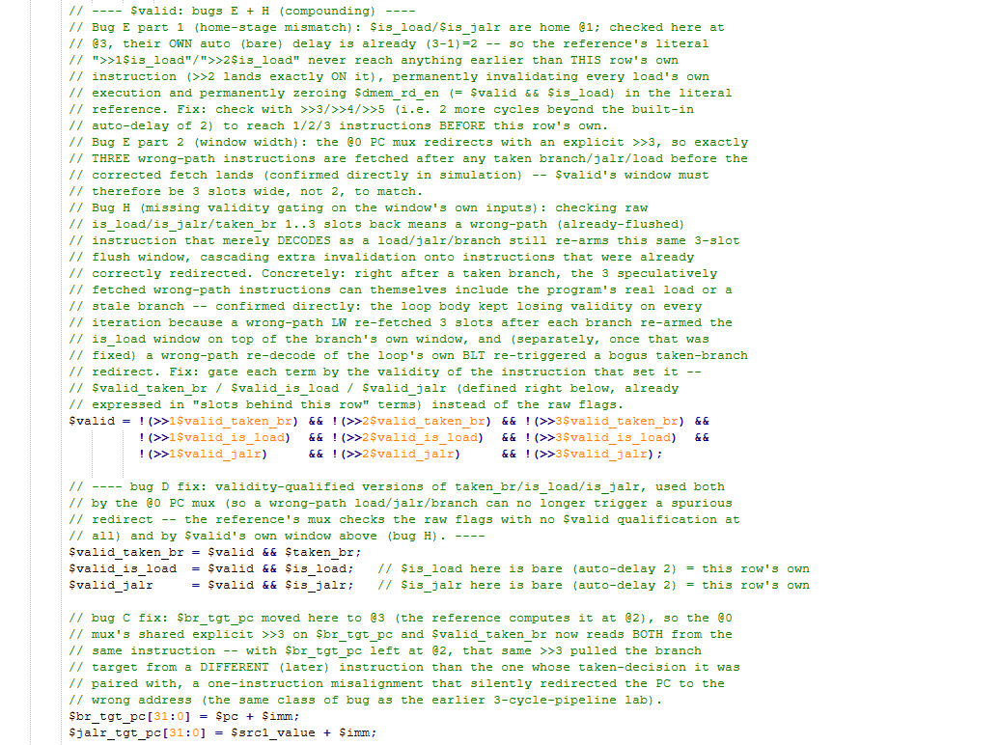 // ---- $valid: bugs E + H (compounding) ----
// Bug E part 1 (home-stage mismatch): $is_load/$is_jalr are home @1; checked here at
// @3, their OWN auto (bare) delay is already (3-1)=2 -- so the reference's literal
// ">>1$is_load"/">>2$is_load" never reach anything earlier than THIS row's own
// instruction (>>2 lands exactly ON it), permanently invalidating every load's own
// execution and permanently zeroing $dmem_rd_en (= $valid && $is_load) in the literal
// reference. Fix: check with >>3/>>4/>>5 (i.e. 2 more cycles beyond the built-in
// auto-delay of 2) to reach 1/2/3 instructions BEFORE this row's own.
// Bug E part 2 (window width): the @0 PC mux redirects with an explicit >>3, so exactly
// THREE wrong-path instructions are fetched after any taken branch/jalr/load before the
// corrected fetch lands (confirmed directly in simulation) -- $valid's window must
// therefore be 3 slots wide, not 2, to match.
// Bug H (missing validity gating on the window's own inputs): checking raw
// is_load/is_jalr/taken_br 1..3 slots back means a wrong-path (already-flushed)
// instruction that merely DECODES as a load/jalr/branch still re-arms this same 3-slot
// flush window, cascading extra invalidation onto instructions that were already
// correctly redirected. Concretely: right after a taken branch, the 3 speculatively
// fetched wrong-path instructions can themselves include the program's real load or a
// stale branch -- confirmed directly: the loop body kept losing validity on every
// iteration because a wrong-path LW re-fetched 3 slots after each branch re-armed the
// is_load window on top of the branch's own window, and (separately, once that was
// fixed) a wrong-path re-decode of the loop's own BLT re-triggered a bogus taken-branch
// redirect. Fix: gate each term by the validity of the instruction that set it --
// $valid_taken_br / $valid_is_load / $valid_jalr (defined right below, already
// expressed in "slots behind this row" terms) instead of the raw flags.
$valid = !(>>1$valid_taken_br) && !(>>2$valid_taken_br) && !(>>3$valid_taken_br) &&
!(>>1$valid_is_load) && !(>>2$valid_is_load) && !(>>3$valid_is_load) &&
!(>>1$valid_jalr) && !(>>2$valid_jalr) && !(>>3$valid_jalr);
// ---- bug D fix: validity-qualified versions of taken_br/is_load/is_jalr, used both
// by the @0 PC mux (so a wrong-path load/jalr/branch can no longer trigger a spurious
// redirect -- the reference's mux checks the raw flags with no $valid qualification at
// all) and by $valid's own window above (bug H). ----
$valid_taken_br = $valid && $taken_br;
$valid_is_load = $valid && $is_load; // $is_load here is bare (auto-delay 2) = this row's own
$valid_jalr = $valid && $is_jalr; // $is_jalr here is bare (auto-delay 2) = this row's own
// bug C fix: $br_tgt_pc moved here to @3 (the reference computes it at @2), so the @0
// mux's shared explicit >>3 on $br_tgt_pc and $valid_taken_br now reads BOTH from the
// same instruction -- with $br_tgt_pc left at @2, that same >>3 pulled the branch
// target from a DIFFERENT (later) instruction than the one whose taken-decision it was
// paired with, a one-instruction misalignment that silently redirected the PC to the
// wrong address (the same class of bug as the earlier 3-cycle-pipeline lab).
$br_tgt_pc[31:0] = $pc + $imm;
$jalr_tgt_pc[31:0] = $src1_value + $imm;